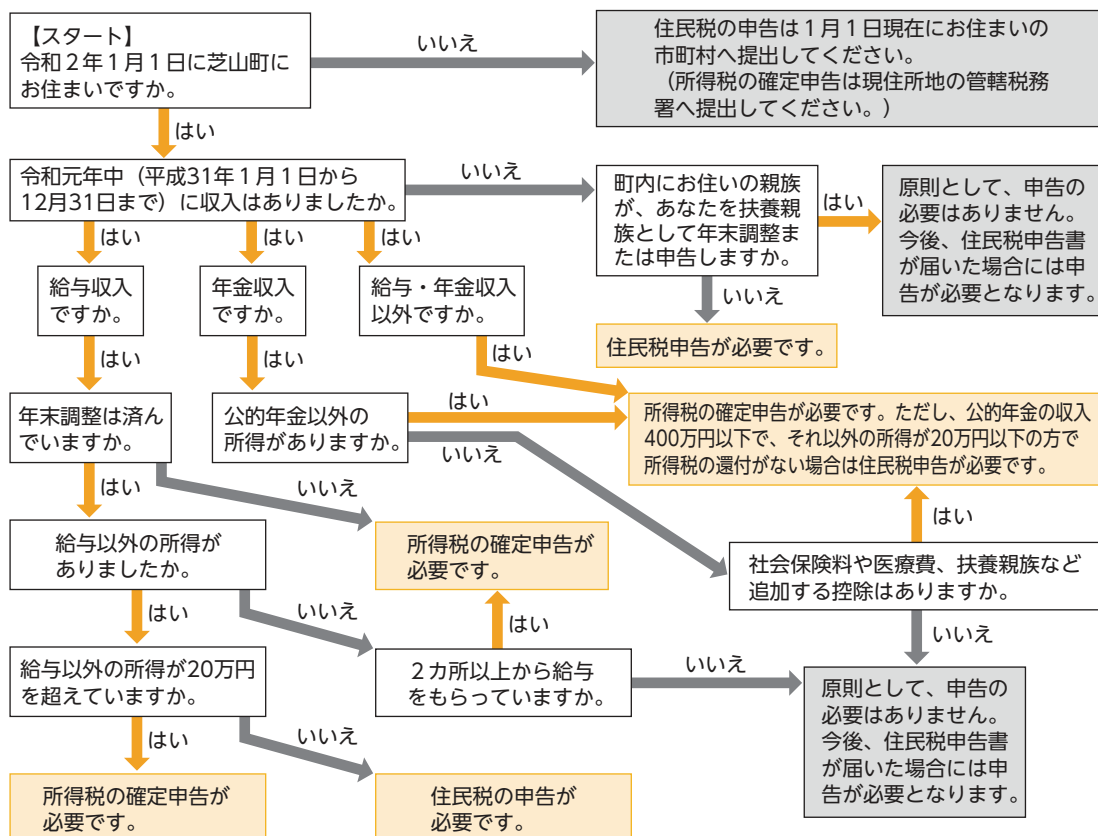 【スタート】
令和２年１月１日に芝山町に
お住まいですか。
いいえ
住民税の申告は１月１日現在にお住まいの
市町村へ提出してください。
（所得税の確定申告は現住所地の管轄税務
署へ提出してください。）
はい
令和元年中（平成31年１月１日から
12月31日まで）に収入はありましたか。
いいえ
町内にお住いの親族
が、あなたを扶養親
族として年末調整ま
たは申告しますか。
はい
原則として、申告の
必要はありません。
今後、住民税申告書
が届いた場合には申
告が必要となります。
いいえ
住民税申告が必要です。
はい
はい
はい
給与収入
ですか。
年金収入
ですか。
給与・年金収入
以外ですか。
はい
はい
はい
年末調整は済ん
でいますか。
公的年金以外の
所得がありますか。
はい
いいえ
所得税の確定申告が必要です。ただし、公的年金の収入
400万円以下で、それ以外の所得が20万円以下の方で
所得税の還付がない場合は住民税申告が必要です。
はい
いいえ
はい
給与以外の所得が
ありましたか。
所得税の確定申告が
必要です。
社会保険料や医療費、扶養親族など
追加する控除はありますか。
はい
いいえ
はい
いいえ
給与以外の所得が20万円
を超えていますか。
２カ所以上から給与
をもらっていますか。
いいえ
原則として、申告の
必要はありません。
今後、住民税申告書
が届いた場合には申
告が必要となります。
はい
いいえ
所得税の確定申告が
必要です。
住民税の申告が
必要です。